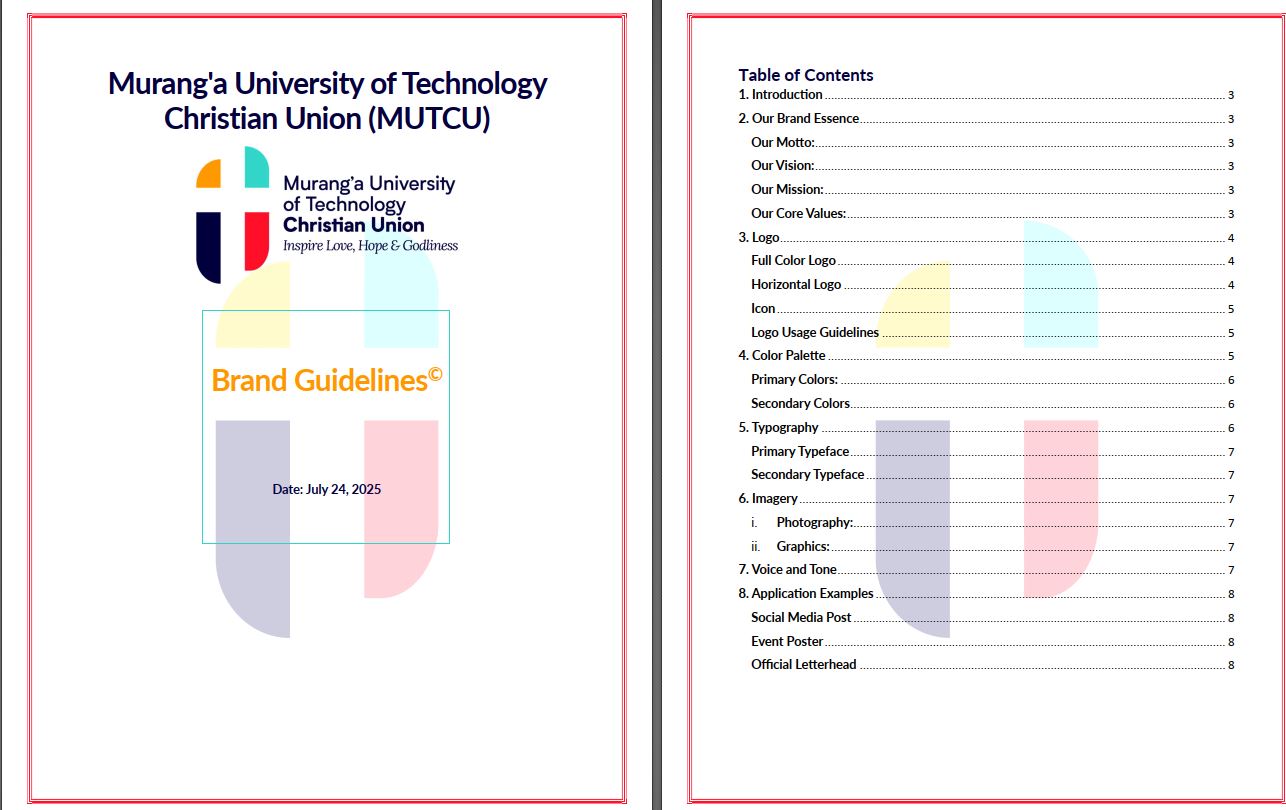 Murang'a University of Technology
Christian Union (MUTCU)
Murang'a University
of Technology
Christian Union
Inspire Love, Hope & Godliness
Brand Guidelines©
Date: July 24, 2025
Table of Contents
1. Introduction 3
2. Our Brand Essence 3
Our Motto: 3
Our Vision: 3
Our Mission: 3
Our Core Values: 3
3. Logo 4
Full Color Logo 4
Horizontal Logo 4
Icon 5
Logo Usage Guidelines 5
4. Color Palette 5
Primary Colors: 6
Secondary Colors 6
5. Typography 6
Primary Typeface 7
Secondary Typeface 7
6. Imagery 7
i. Photography: 7
ii. Graphics: 7
7. Voice and Tone 7
8. Application Examples 8
Social Media Post 8
Event Poster 8
Official Letterhead 8